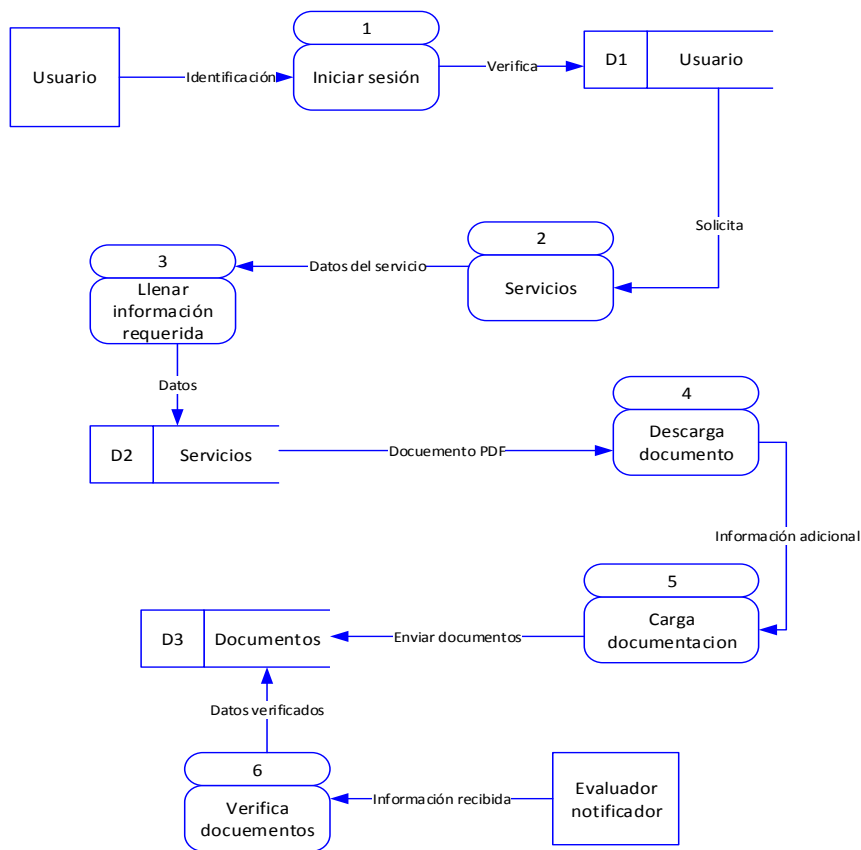 1
Usuario
Identificación
Iniciar sesión
Verifica
D1
Usuario
Solicita
2
Servicios
Datos del servicio
3
Llenar
información
requerida
Datos
D2
Servicios
Docuemento PDF
4
Descarga
documento
Información adicional
5
Carga
documentacion
Enviar documentos
D3
Documentos
Datos verificados
6
Verifica
docuementos
Información recibida
Evaluador
notificador